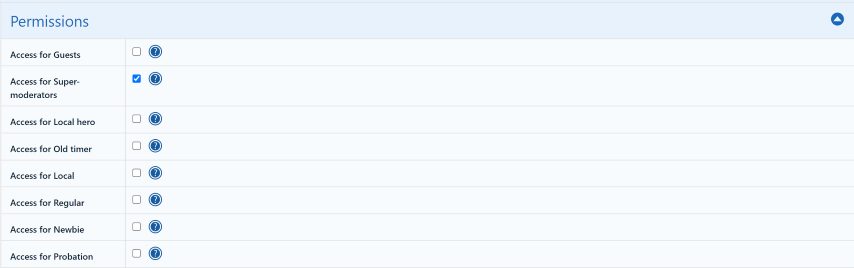 Permissions
Access for Guests
?
Access for Super-
moderators
?
Access for Local hero
?
Access for Old timer
?
Access for Local
?
Access for Regular
?
Access for Newbie
?
Access for Probation
?